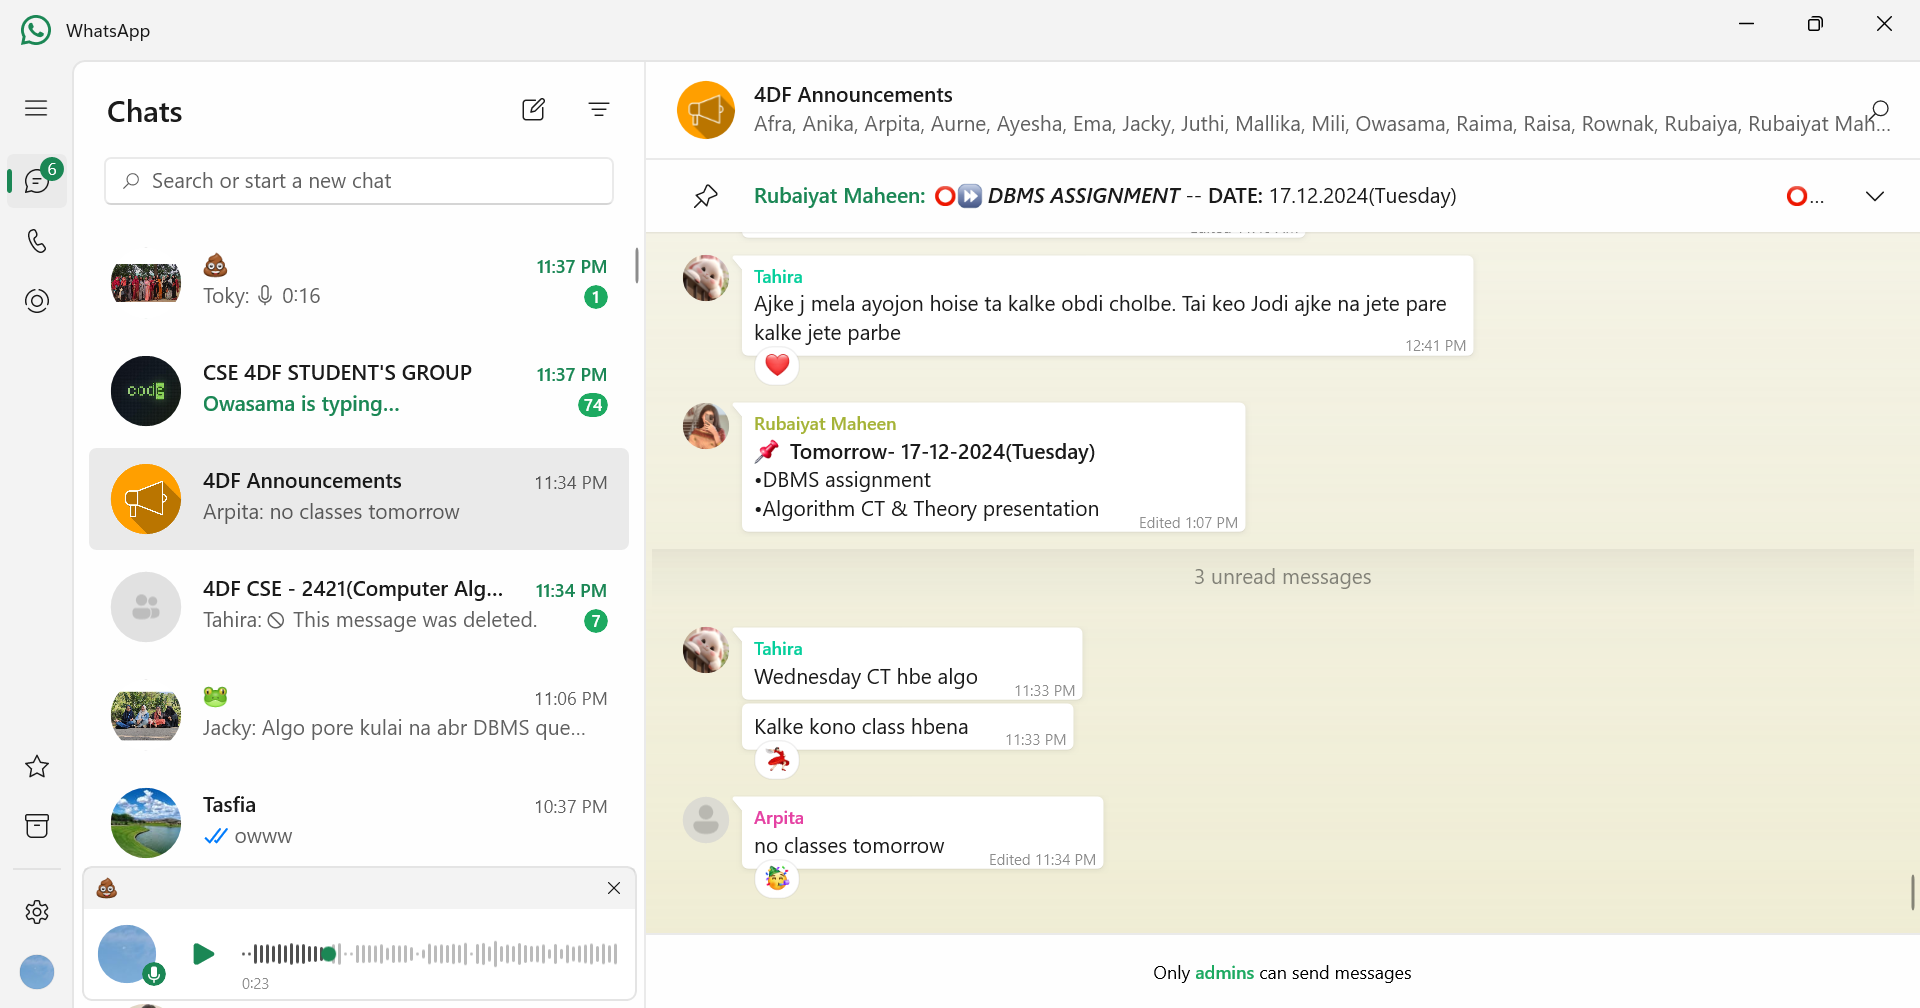 WhatsApp
6
Chats
Search or start a new chat
💩
11:37 PM
Toky: 0:16
1
code
CSE 4DF STUDENT'S GROUP
11:37 PM
Owasama is typing...
74
4DF Announcements
11:34 PM
Arpita: no classes tomorrow
4DF CSE - 2421(Computer Alg...
11:34 PM
Tahira: This message was deleted.
7
🐸
11:06 PM
Jacky: Algo pore kulai na abr DBMS que...
Tasfia
10:37 PM
owww
💩
0:23
4DF Announcements
Afra, Anika, Arpita, Aurne, Ayesha, Ema, Jacky, Juthi, Mallika, Mili, Owasama, Raima, Raisa, Rownak, Rubaiya, Rubaiyat Mah...
Rubaiyat Maheen: ⭕⏩ DBMS ASSIGNMENT -- DATE: 17.12.2024(Tuesday) ⭕...
Tahira
Ajke j mela ayojon hoise ta kalke obdi cholbe. Tai keo Jodi ajke na jete pare
kalke jete parbe
12:41 PM
❤️
Rubaiyat Maheen
📌 Tomorrow- 17-12-2024(Tuesday)
•DBMS assignment
•Algorithm CT & Theory presentation
Edited 1:07 PM
3 unread messages
Tahira
Wednesday CT hbe algo
11:33 PM
Kalke kono class hbena
11:33 PM
💃
Arpita
no classes tomorrow
Edited 11:34 PM
🥳
Only admins can send messages